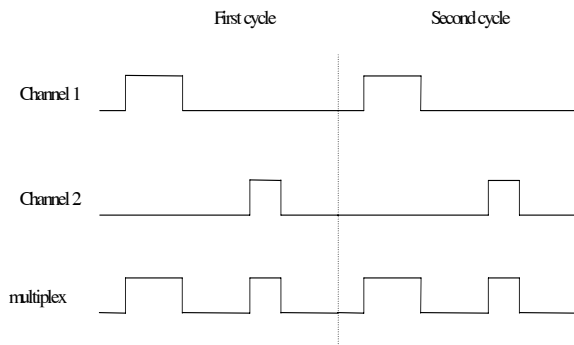 First cycle
Second cycle
Channel 1
Channel 2
multiplex